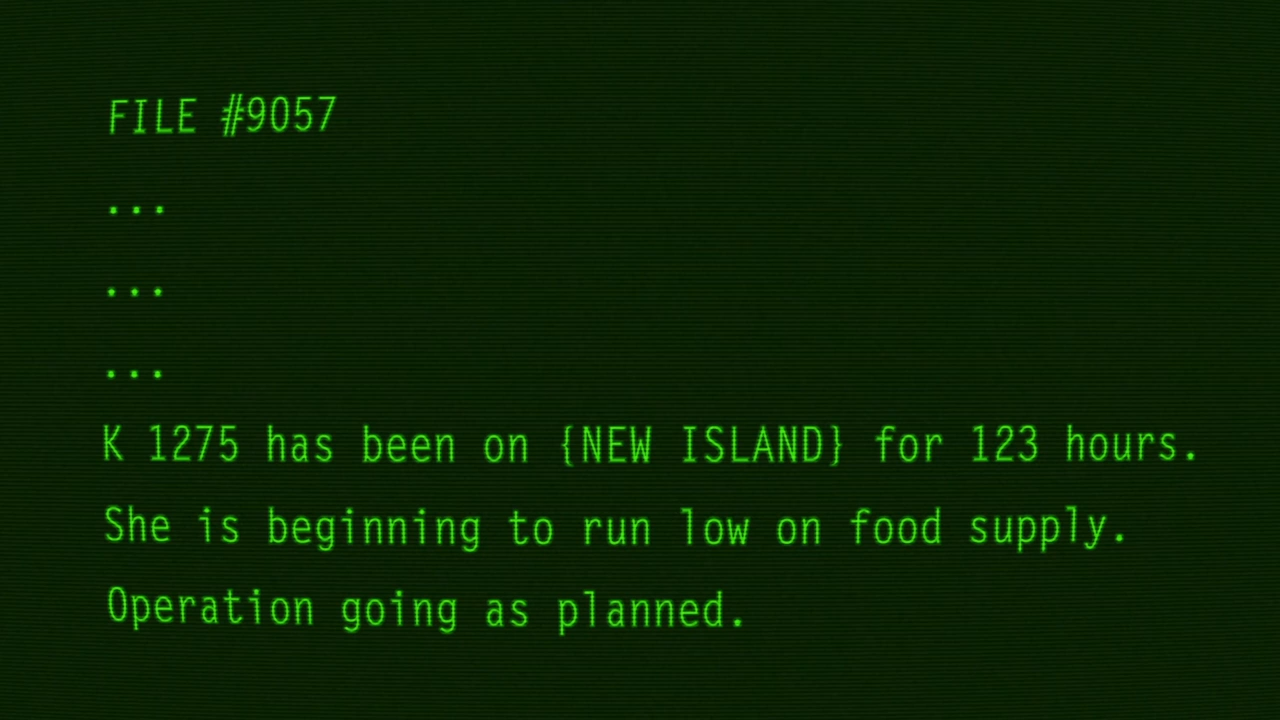 FILE #9057
...
...
...
K 1275 has been on {NEW ISLAND} for 123 hours.
She is beginning to run low on food supply.
Operation going as planned.